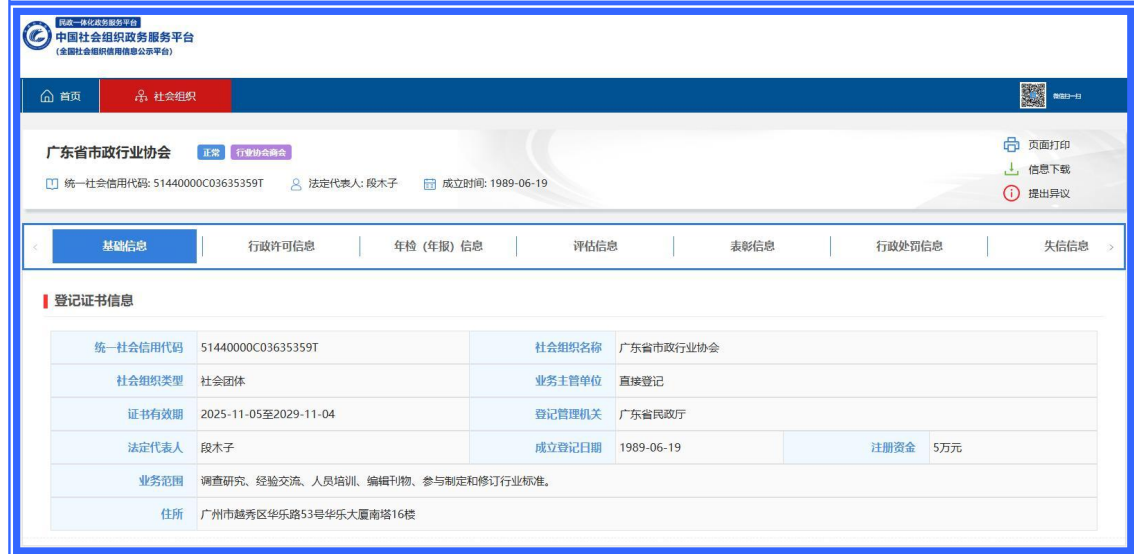 民政一体化政务服务平台
中国社会组织政务服务平台
(全国社会组织信用信息公示平台)
首页 社会组织 微信扫一扫
广东省市政行业协会 正常 行业协会商会
统一社会信用代码: 51440000C03635359T 法定代表人: 段木子 成立时间: 1989-06-19
页面打印
信息下载
提出异议
< 基础信息 行政许可信息 年检 (年报) 信息 评估信息 表彰信息 行政处罚信息 失信信息 >
登记证书信息
统一社会信用代码 51440000C03635359T 社会组织名称 广东省市政行业协会
社会组织类型 社会团体 业务主管单位 直接登记
证书有效期 2025-11-05至2029-11-04 登记管理机关 广东省民政厅
法定代表人 段木子 成立登记日期 1989-06-19 注册资金 5万元
业务范围 调查研究、经验交流、人员培训、编辑刊物、参与制定和修订行业标准。
住所 广州市越秀区华乐路53号华乐大厦南塔16楼